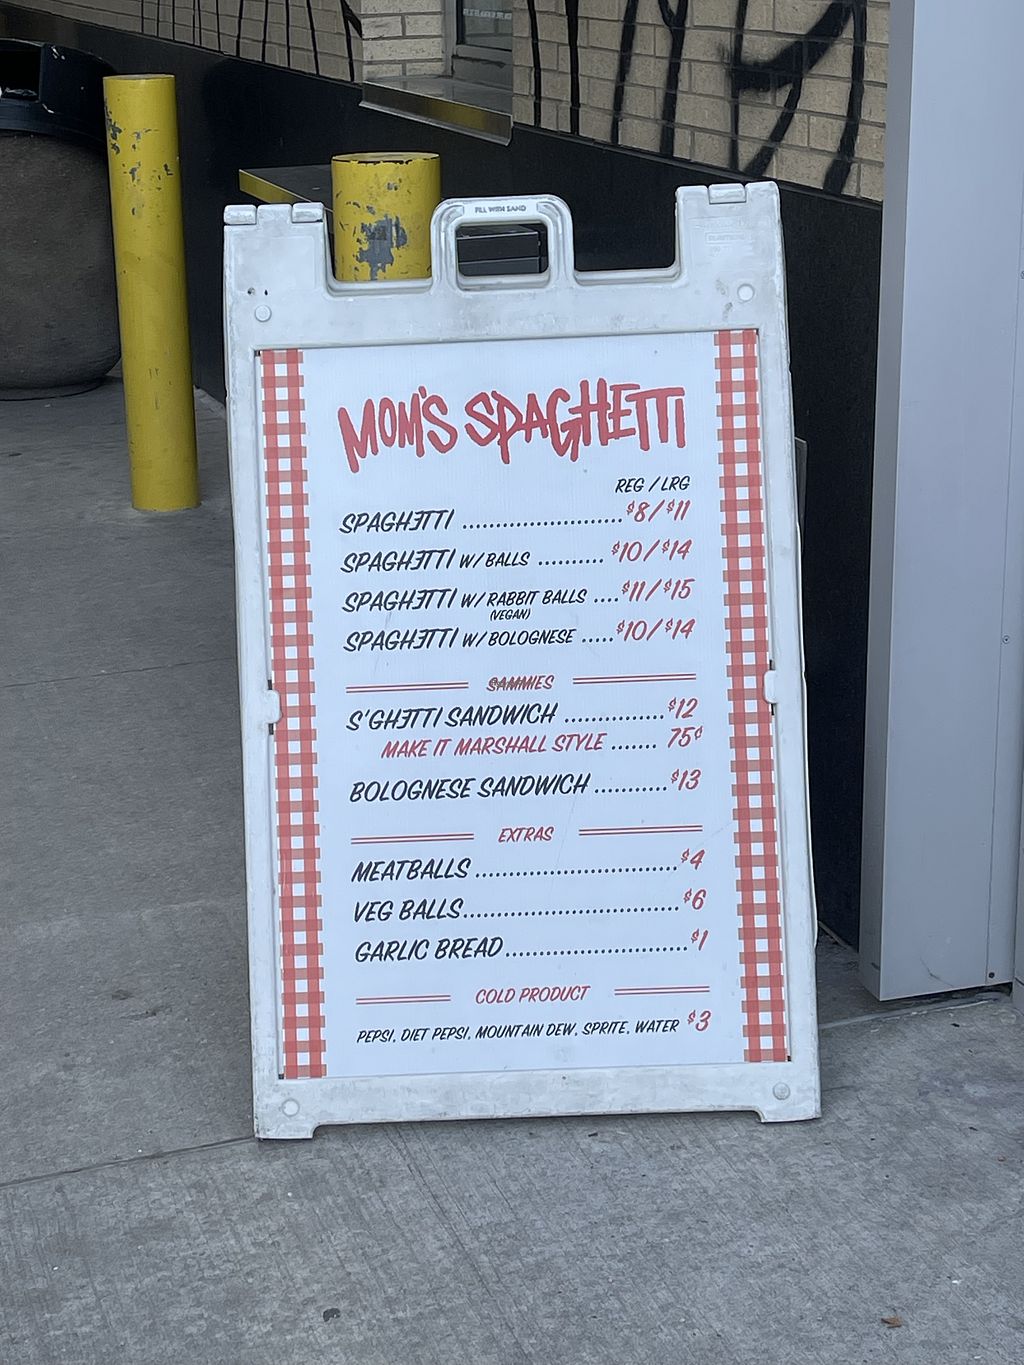 FILL WITH SAND
MOM'S SPAGHETTI
REG / LRG
SPAGHETTI ........................$8/$11
SPAGHETTI W/ BALLS ..........$10/$14
SPAGHETTI W/ RABBIT BALLS ....$11/$15
(VEGAN)
SPAGHETTI W/ BOLOGNESE .....$10/$14
SAMMIES
S'GHETTI SANDWICH ...............$12
MAKE IT MARSHALL STYLE ....... 75¢
BOLOGNESE SANDWICH ...........$13
EXTRAS
MEATBALLS ...............................$4
VEG BALLS.................................$6
GARLIC BREAD ............................$1
COLD PRODUCT
PEPSI, DIET PEPSI, MOUNTAIN DEW, SPRITE, WATER $3